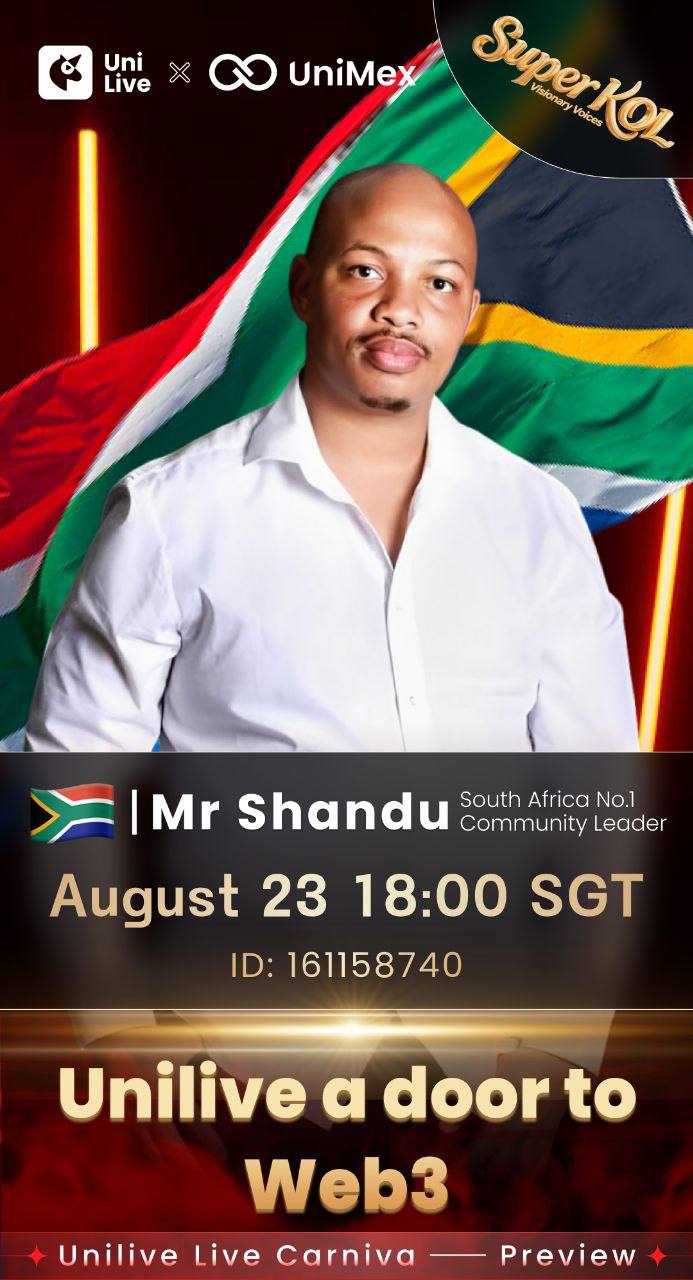 Uni
Live
UniMex
Super KOL
Visionary Voices
Mr Shandu
South Africa No.1
Community Leader
August 23 18:00 SGT
ID: 161158740
Unilive a door to
Web3
Unilive Live Carniva — Preview